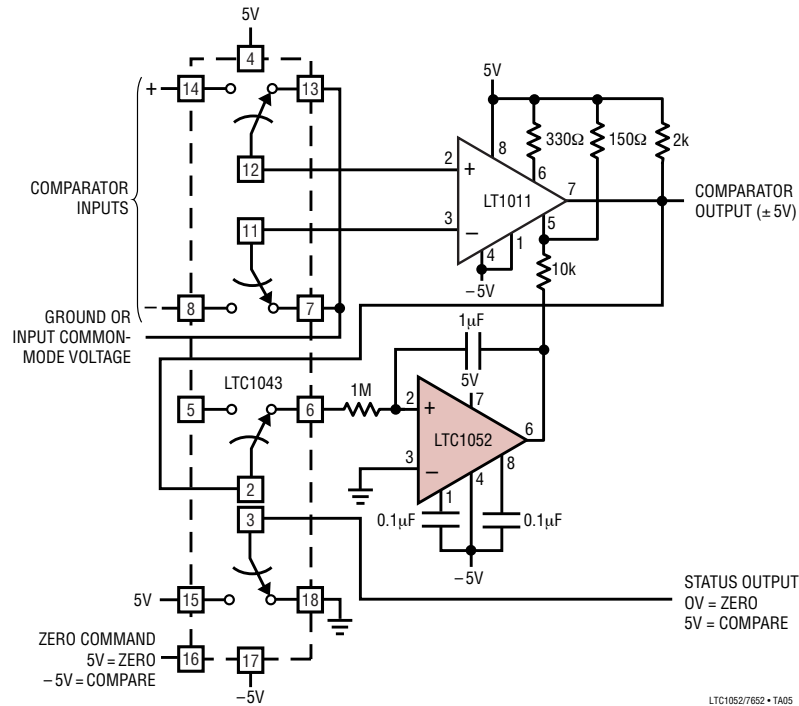 5V
4
+
14
13
5V
330Ω
150Ω
2k
8
6
12
2
+
LT1011
7
COMPARATOR
INPUTS
COMPARATOR
OUTPUT (±5V)
11
3
–
5
4
1
–5V
10k
–
8
7
GROUND OR
INPUT COMMON-
MODE VOLTAGE
1µF
5V
LTC1043
1M
5
6
2
+
7
LTC1052
6
3
–
8
2
1
4
3
0.1µF
0.1µF
–5V
5V
15
18
STATUS OUTPUT
0V = ZERO
5V = COMPARE
ZERO COMMAND
5V = ZERO
–5V = COMPARE
16
17
–5V
LTC1052/7652 • TA05